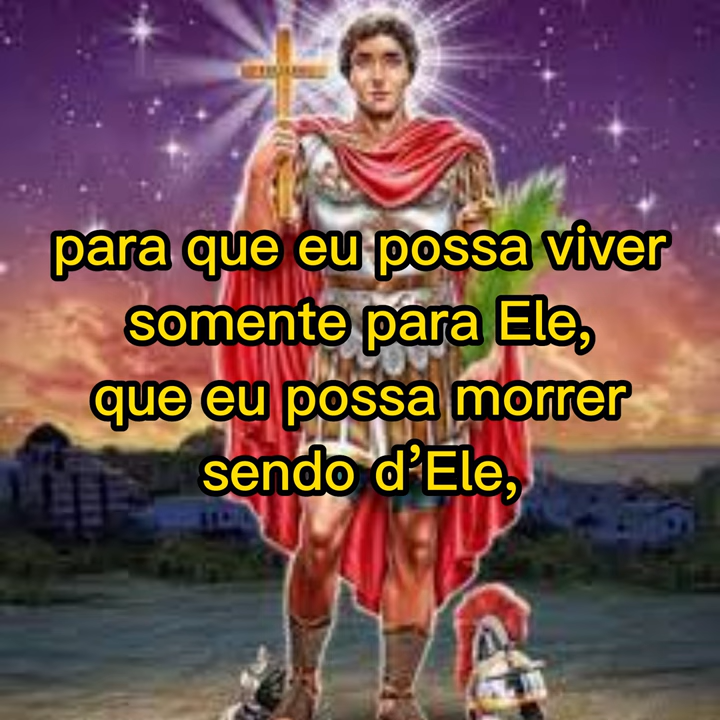 para que eu possa viver
somente para Ele,
que eu possa morrer
sendo d’Ele,